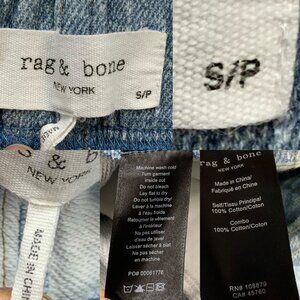 rag & bone
NEW YORK
S/P
MADE
S/P
& bone
NEW YORK
MADE IN CHINA
Machine wash cold
Turn garment
inside out
Do not bleach
Lay flat to dry
Do not tumble dry/
Laver à la machine
à l'eau froide
Retourner le vêtement
à l'intérieur
Ne pas utiliser
d'eau de javel
Laisser sécher à plat
Ne pas sécher
en machine
PO# 00061776
rag & bone
Made in China/
Fabriqué en Chine
Self/Tissu Principal
100% Cotton/Coton
Combo
100% Cotton/Coton
RN# 108879
CA# 45760